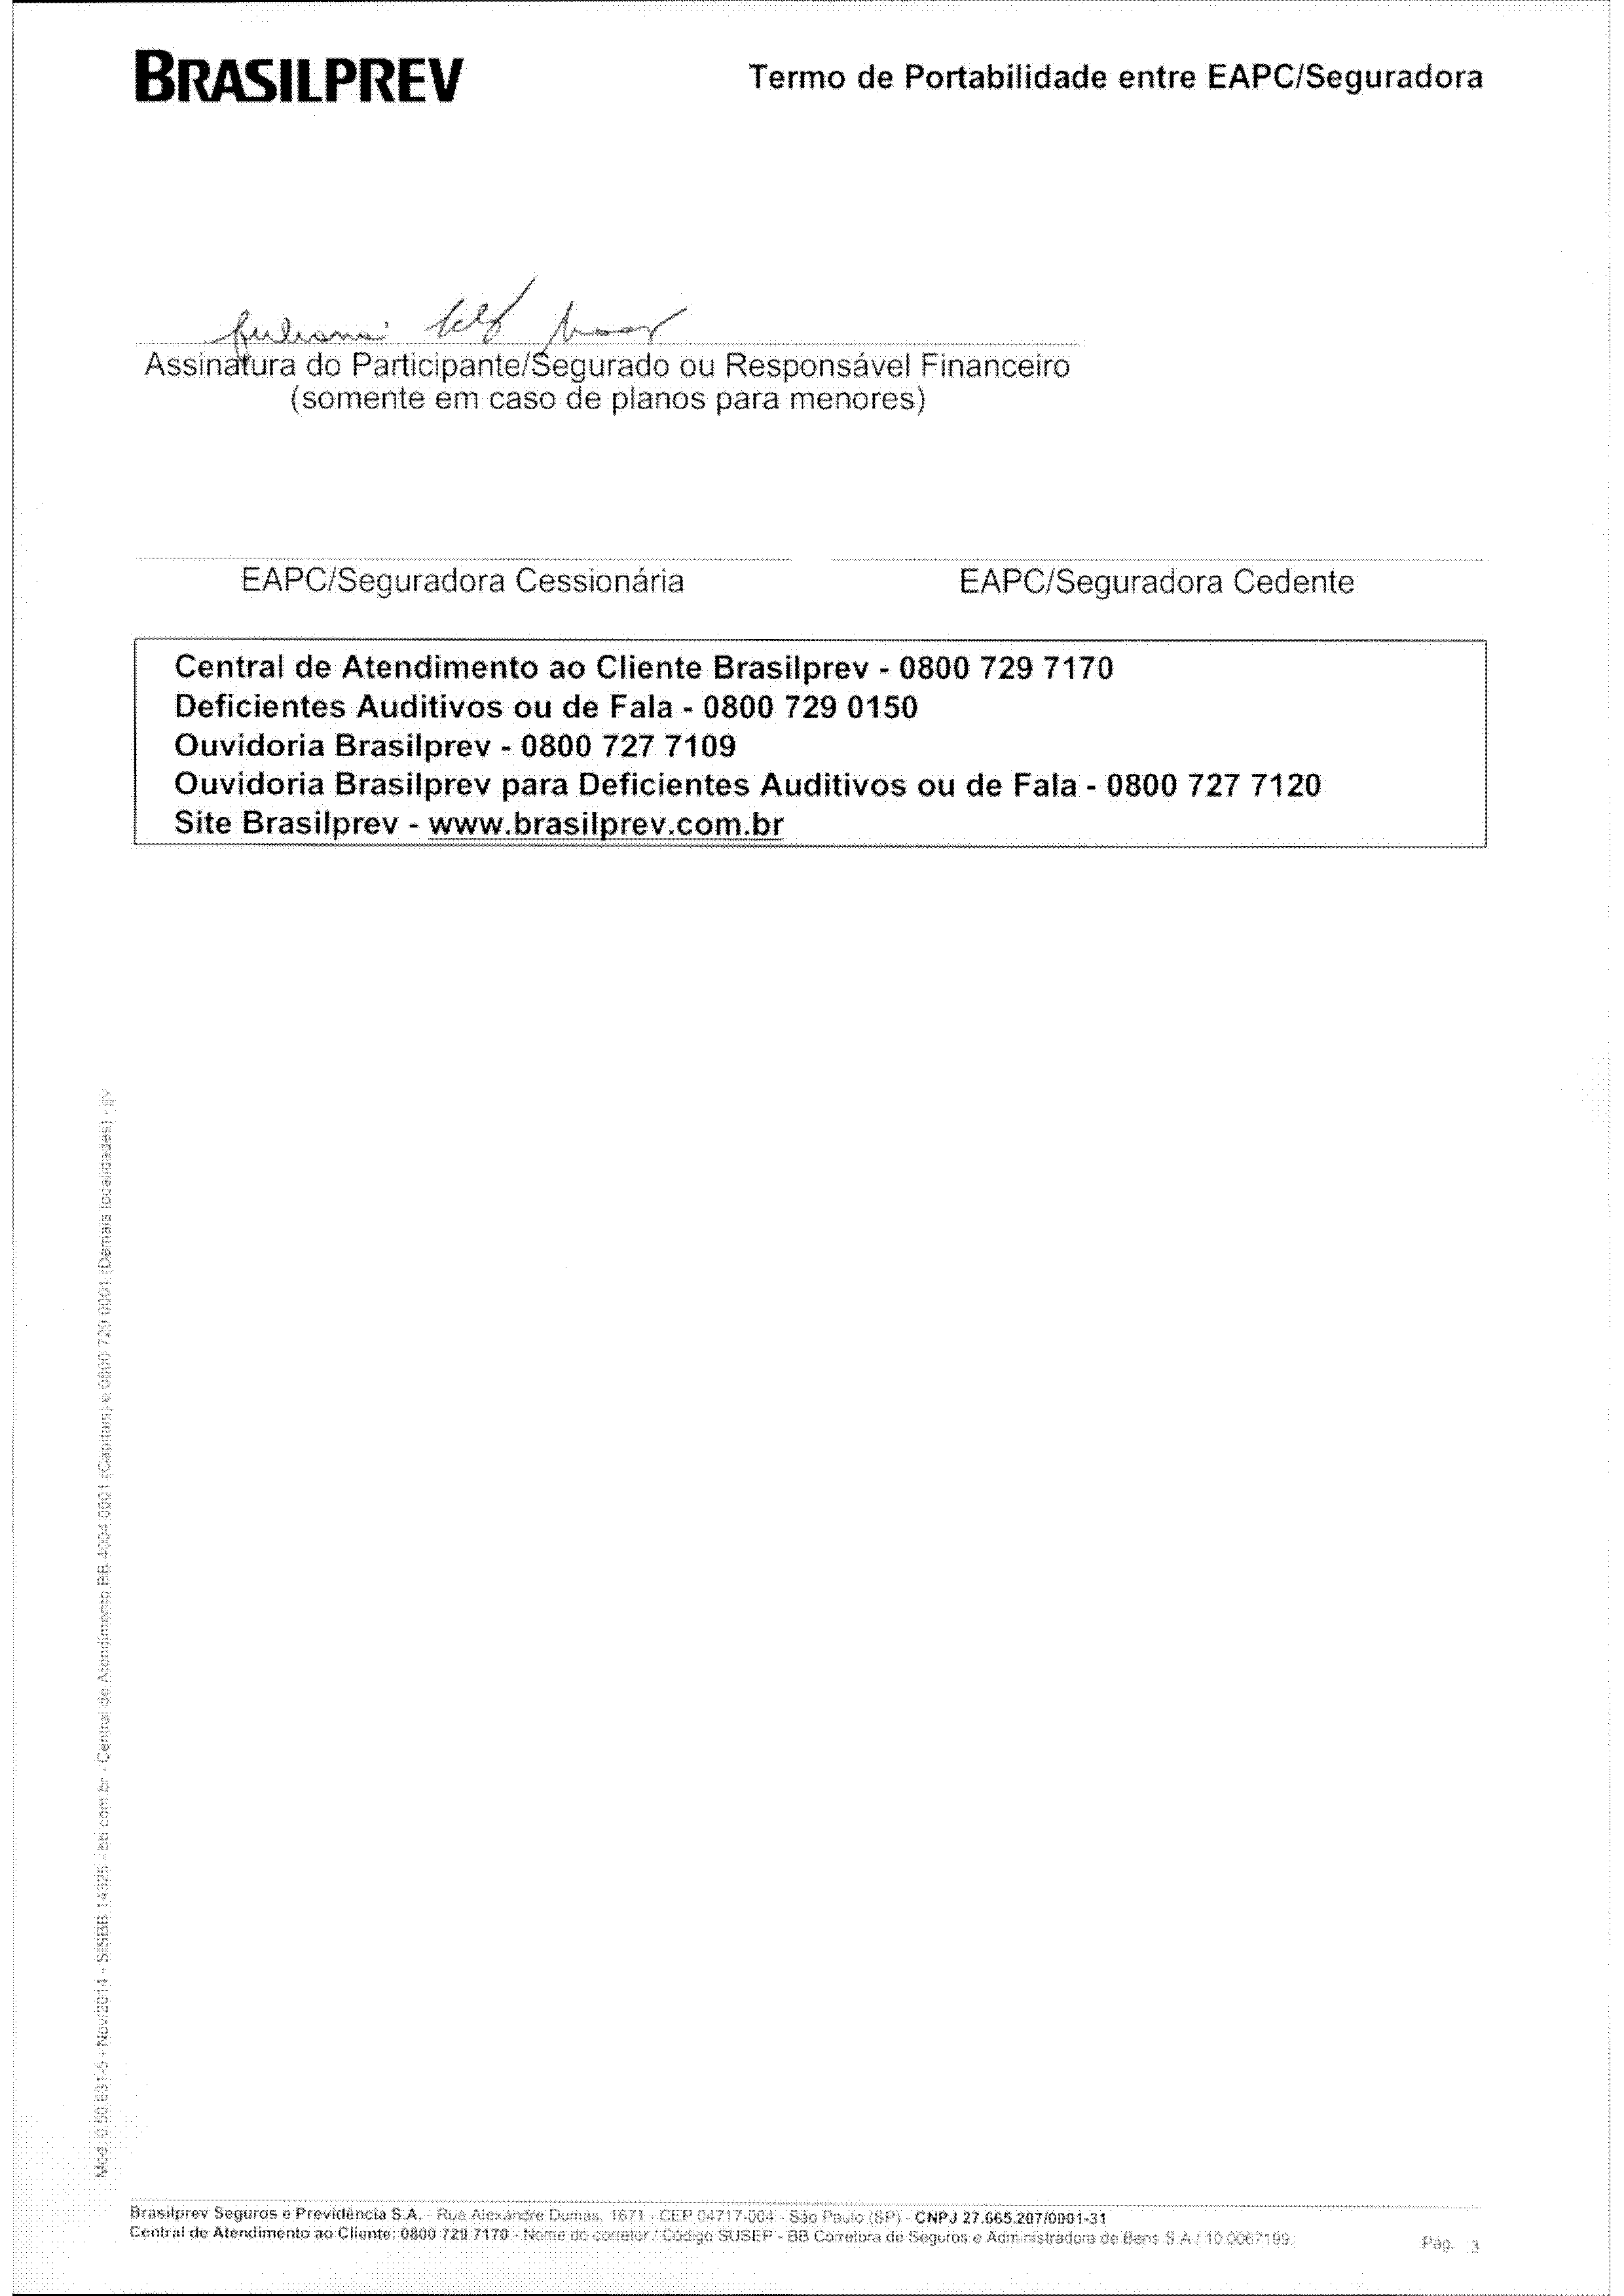 BRASILPREV
Termo de Portabilidade entre EAPC/Seguradora
Juliana
Assinatura do Participante/Segurado ou Responsável Financeiro
(somente em caso de planos para menores)
EAPC/Seguradora Cessionária
EAPC/Seguradora Cedente
Central de Atendimento ao Cliente Brasilprev - 0800 729 7170
Deficientes Auditivos ou de Fala - 0800 729 0150
Ouvidoria Brasilprev - 0800 727 7109
Ouvidoria Brasilprev para Deficientes Auditivos ou de Fala - 0800 727 7120
Site Brasilprev - www.brasilprev.com.br
Mod. 0.50.631-5 - Nov/2014 - SISBB 14325 - bb.com.br - Central de Atendimento BB 4004 0001 (Capitais) e 0800 729 0001 (Demais localidades) -
Brasilprev Seguros e Previdência S.A. - Rua Alexandre Dumas, 1671 - CEP 04717-004 - São Paulo (SP) - CNPJ 27.665.207/0001-31
Central de Atendimento ao Cliente: 0800 729 7170 - Nome do corretor / Código SUSEP - BB Corretora de Seguros e Administradora de Bens S.A./ 10.0067199.
Pág. 3